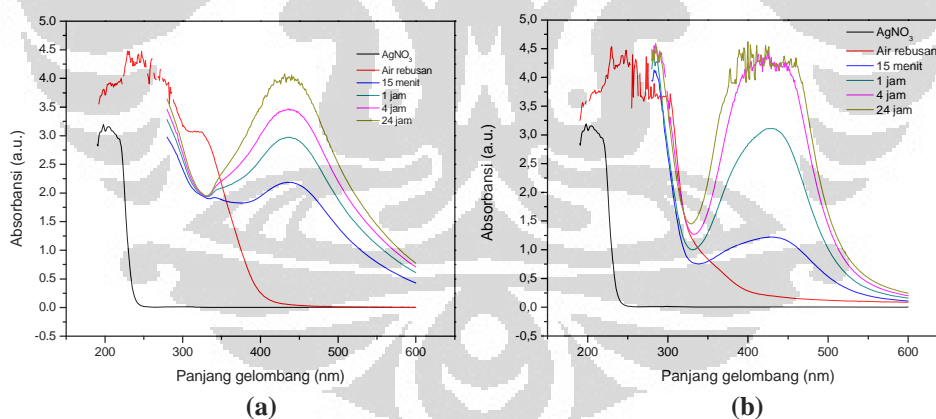 5,0
4,5
4,0
3,5
3,0
2,5
2,0
1,5
1,0
0,5
0,0
-0,5
200
300
400
500
600
Absorbansi (a.u.)
Panjang gelombang (nm)
AgNO₃
Air rebusan
15 menit
1 jam
4 jam
24 jam
(a)
5,0
4,5
4,0
3,5
3,0
2,5
2,0
1,5
1,0
0,5
0,0
-0,5
200
300
400
500
600
Absorbansi (a.u.)
Panjang gelombang (nm)
AgNO₃
Air rebusan
15 menit
1 jam
4 jam
24 jam
(b)